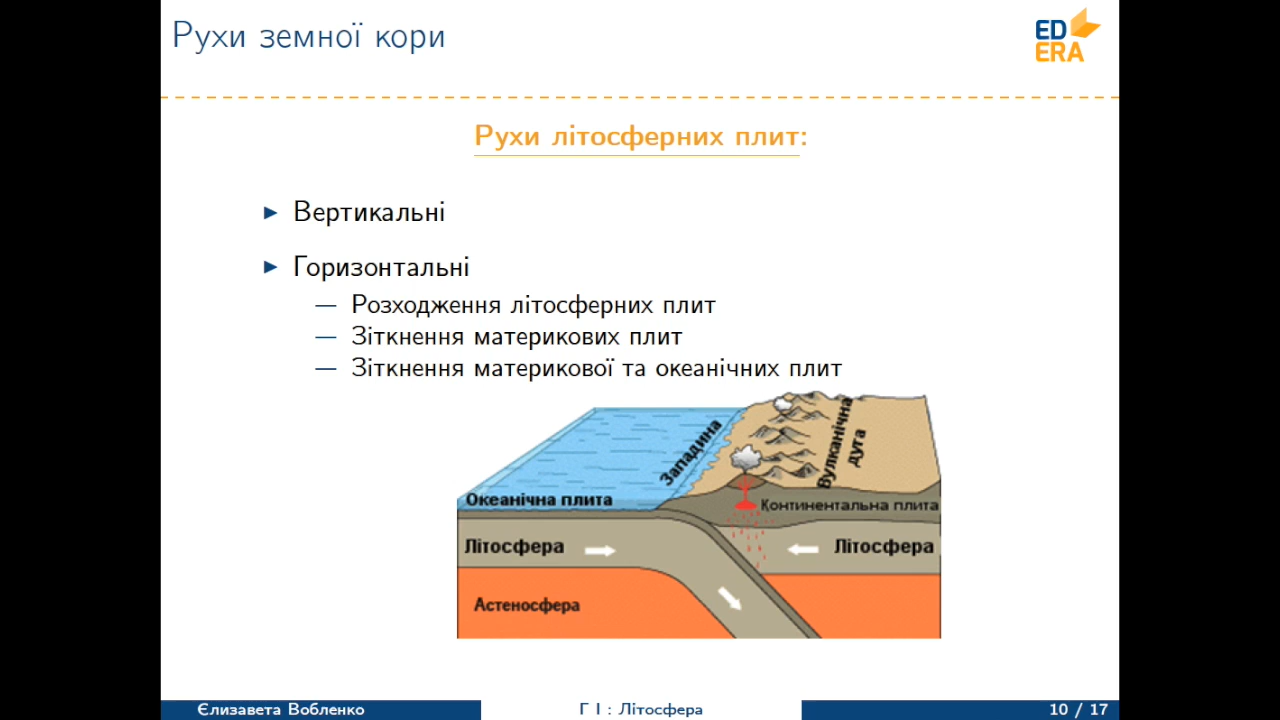 Рухи земної кори
ED
ERA
Рухи літосферних плит:
Вертикальні
Горизонтальні
— Розходження літосферних плит
— Зіткнення материкових плит
— Зіткнення материкової та океанічних плит
Западина
Вулканічна
дуга
Океанічна плита
Континентальна плита
Літосфера
Літосфера
Астеносфера
Єлизавета Вобленко
Г І : Літосфера
10 / 17